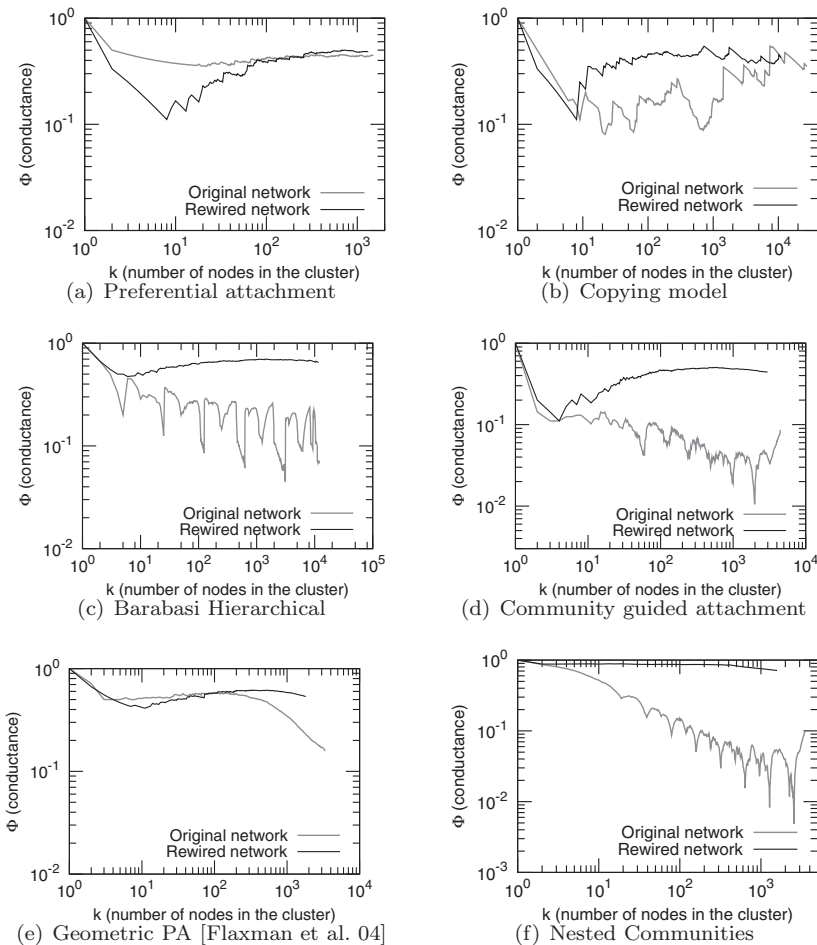 10^0
10^-1
10^-2
10^0 10^1 10^2 10^3
Φ (conductance)
k (number of nodes in the cluster)
Original network
Rewired network
(a) Preferential attachment
10^0
10^-1
10^-2
10^0 10^1 10^2 10^3 10^4
Φ (conductance)
k (number of nodes in the cluster)
Original network
Rewired network
(b) Copying model
10^0
10^-1
10^-2
10^0 10^1 10^2 10^3 10^4 10^5
Φ (conductance)
k (number of nodes in the cluster)
Original network
Rewired network
(c) Barabasi Hierarchical
10^0
10^-1
10^-2
10^0 10^1 10^2 10^3 10^4
Φ (conductance)
k (number of nodes in the cluster)
Original network
Rewired network
(d) Community guided attachment
10^0
10^-1
10^-2
10^0 10^1 10^2 10^3 10^4
Φ (conductance)
k (number of nodes in the cluster)
Original network
Rewired network
(e) Geometric PA [Flaxman et al. 04]
10^0
10^-1
10^-2
10^-3
10^0 10^1 10^2 10^3
Φ (conductance)
k (number of nodes in the cluster)
Original network
Rewired network
(f) Nested Communities